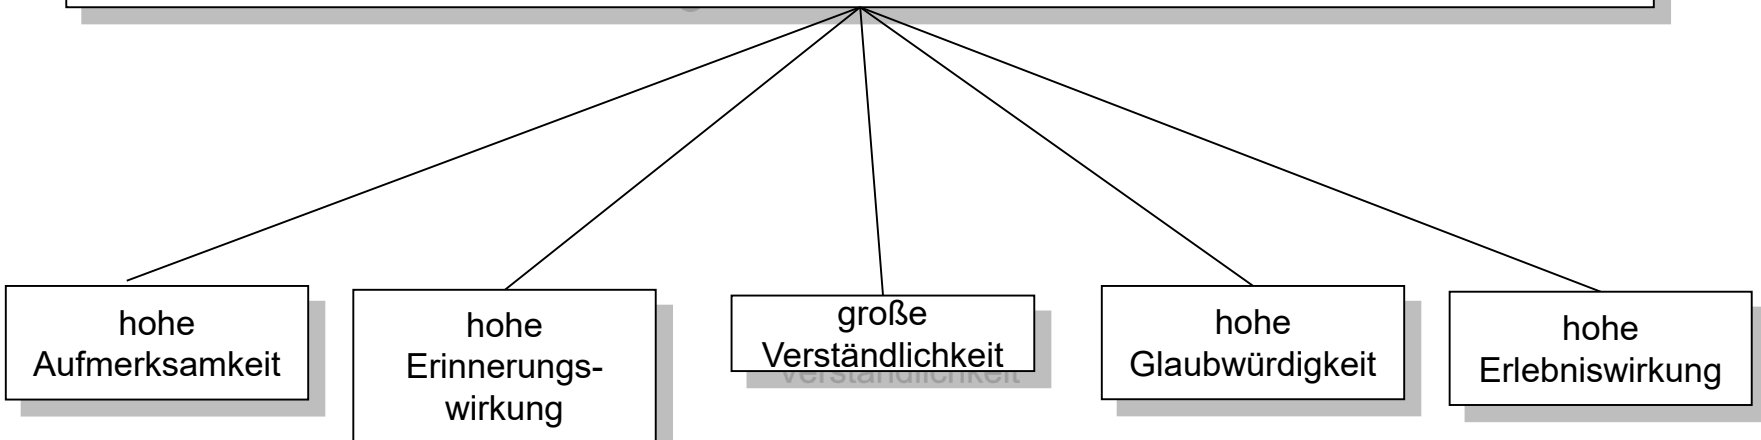 hohe
Aufmerksamkeit
hohe
Erinnerungs-
wirkung
große
Verständlichkeit
hohe
Glaubwürdigkeit
hohe
Erlebniswirkung